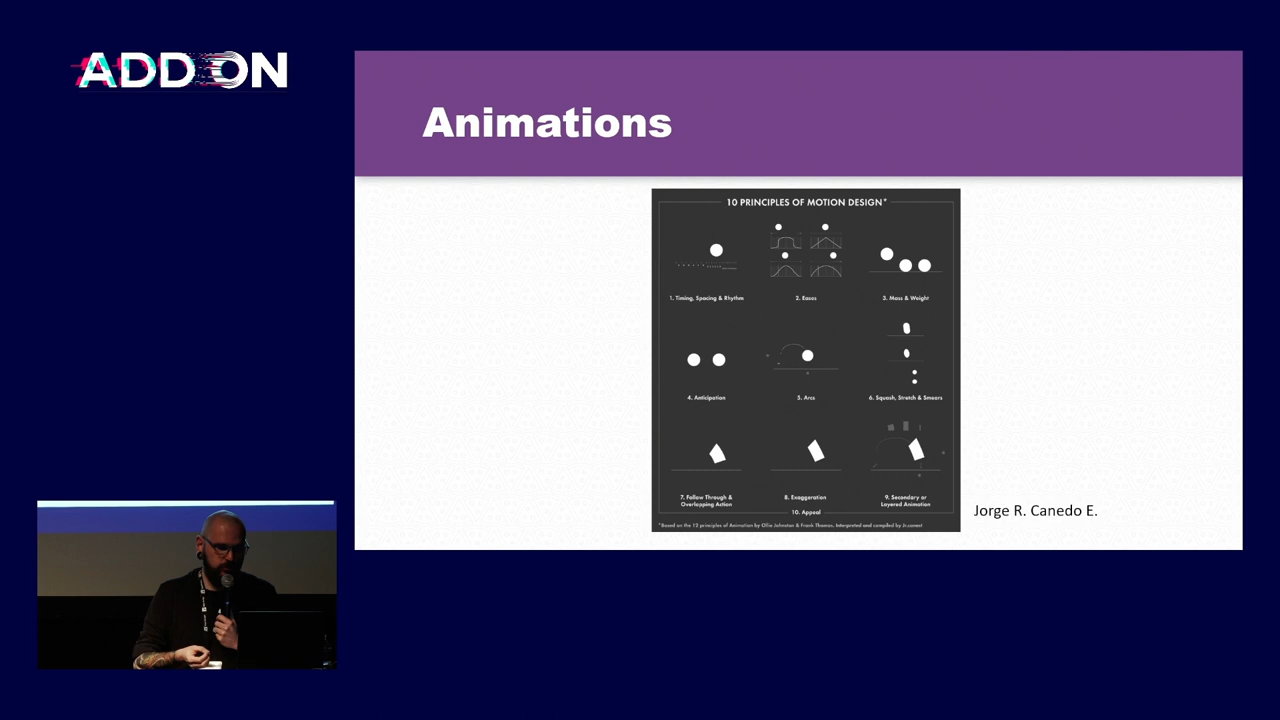 ADD ON
Animations
10 PRINCIPLES OF MOTION DESIGN*
1. Timing, Spacing & Rhythm
2. Eases
3. Mass & Weight
4. Anticipation
5. Arcs
6. Squash, Stretch & Smears
7. Follow Through &
Overlapping Action
8. Exaggeration
9. Secondary or
Layered Animation
10. Appeal
*Based on the 12 principles of Animation by Ollie Johnston & Frank Thomas. Interpreted and compiled by
Jorge R. Canedo E.